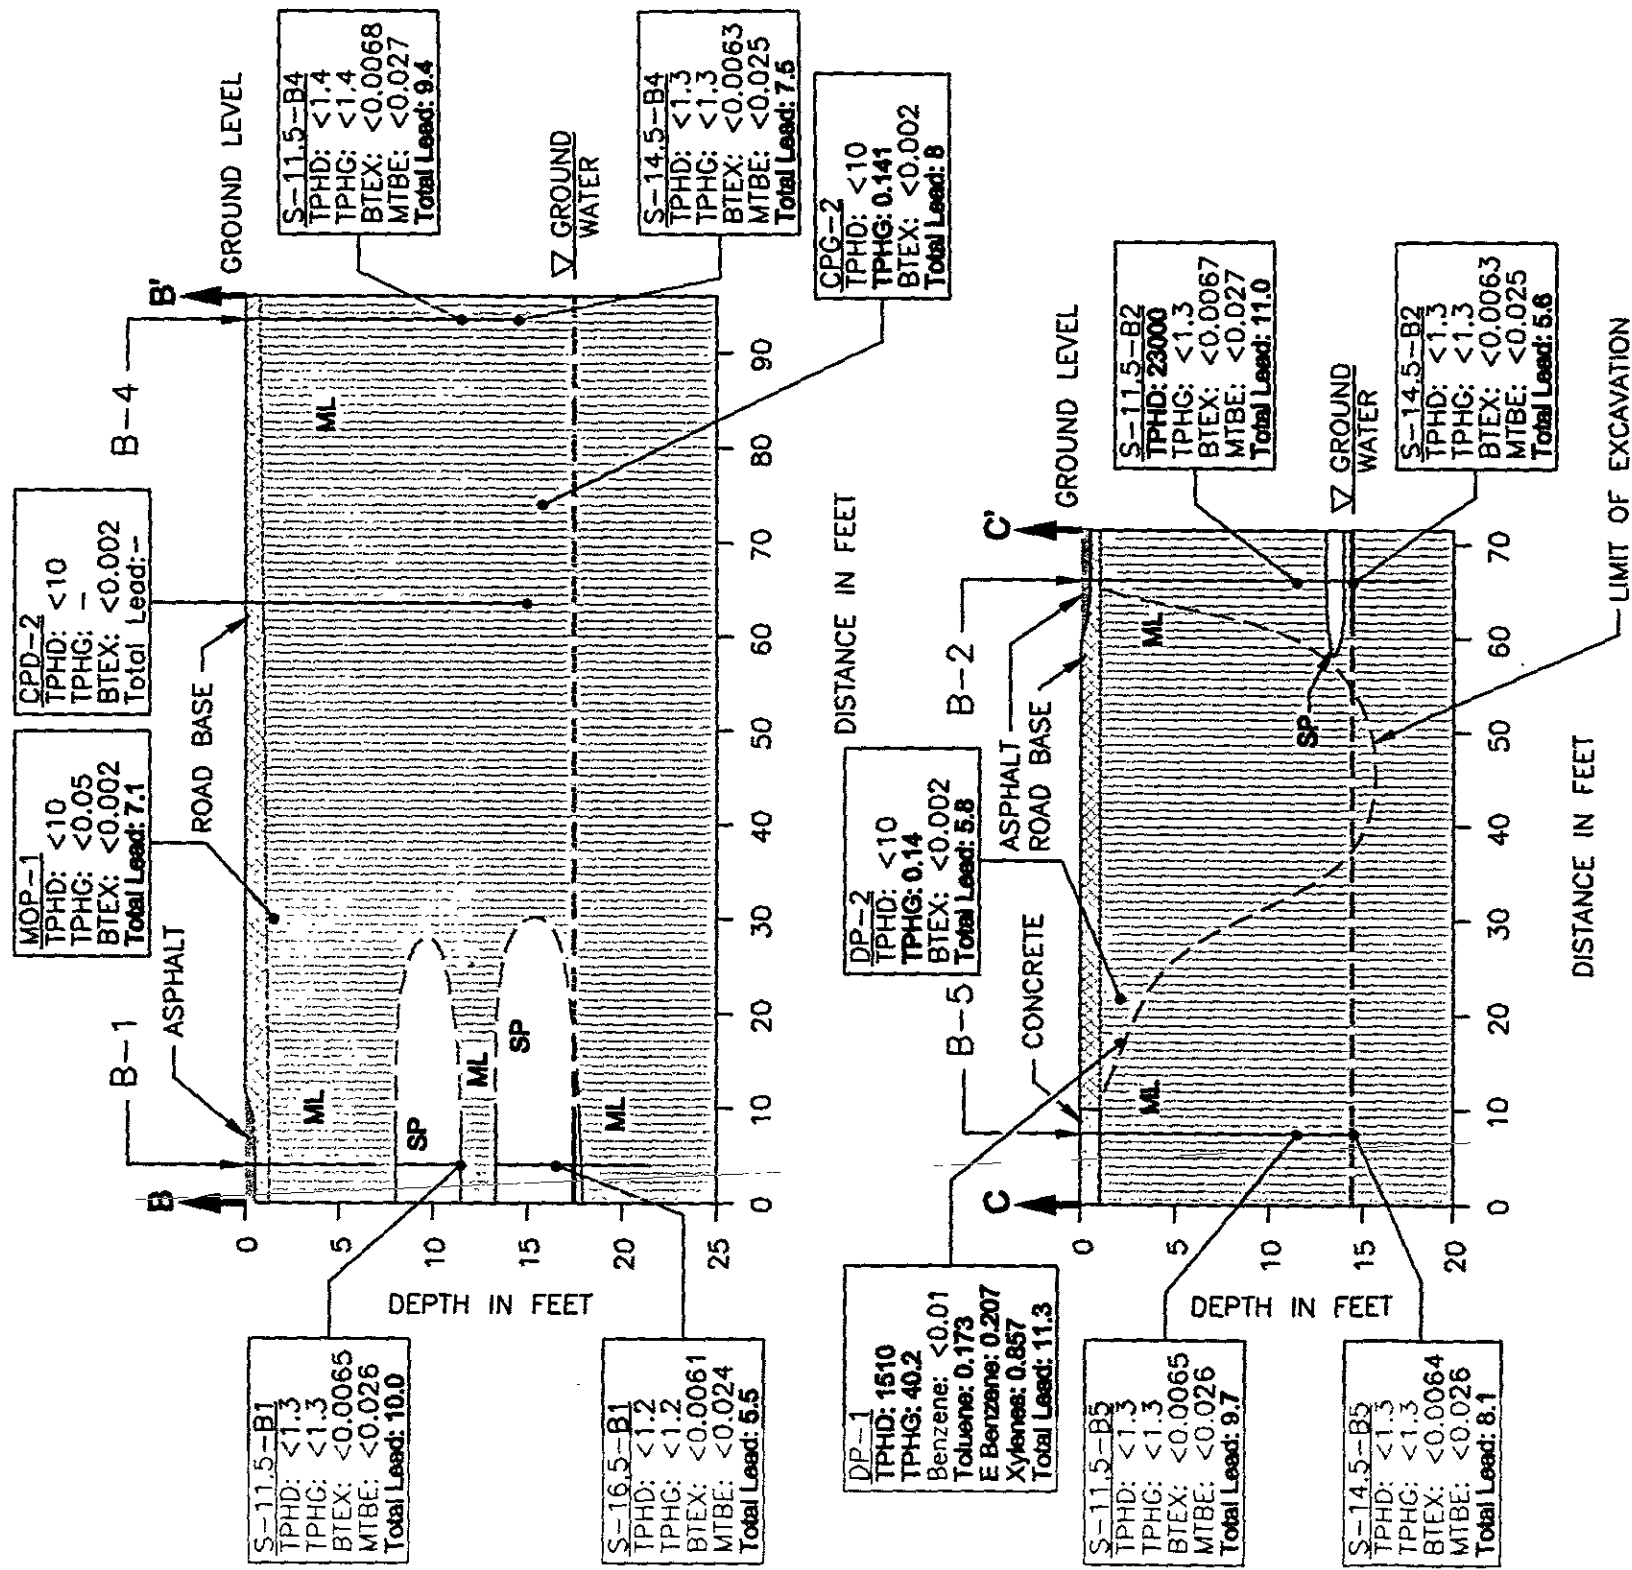 S-11.5-B1
TPHD: <1.3
TPHG: <1.3
BTEX: <0.0065
MTBE: <0.026
Total Lead: 10.0
S-16.5-B1
TPHD: <1.2
TPHG: <1.2
BTEX: <0.0061
MTBE: <0.024
Total Lead: 5.5
MOP-1
TPHD: <10
TPHG: <0.05
BTEX: <0.002
Total Lead: 7.1
CPD-2
TPHD: <10
TPHG: -
BTEX: <0.002
Total Lead:-
B-1
ASPHALT
ROAD BASE
B-4
B
B'
GROUND LEVEL
S-11.5-B4
TPHD: <1.4
TPHG: <1.4
BTEX: <0.0068
MTBE: <0.027
Total Lead: 9.4
GROUND
WATER
S-14.5-B4
TPHD: <1.3
TPHG: <1.3
BTEX: <0.0063
MTBE: <0.025
Total Lead: 7.5
CPG-2
TPHD: <10
TPHG: 0.141
BTEX: <0.002
Total Lead: 8
ML
ML
SP
ML
SP
ML
0
5
10
15
20
25
DEPTH IN FEET
0
10
20
30
40
50
60
70
80
90
DISTANCE IN FEET
DP-1
TPHD: 1510
TPHG: 40.2
Benzene: <0.01
Toluene: 0.173
E Benzene: 0.207
Xylenes: 0.857
Total Lead: 11.3
DP-2
TPHD: <10
TPHG: 0.14
BTEX: <0.002
Total Lead: 5.8
B-5
CONCRETE
ASPHALT
ROAD BASE
B-2
C
C'
GROUND LEVEL
S-11.5-B2
TPHD: 23000
TPHG: <1.3
BTEX: <0.0067
MTBE: <0.027
Total Lead: 11.0
GROUND
WATER
S-14.5-B2
TPHD: <1.3
TPHG: <1.3
BTEX: <0.0063
MTBE: <0.025
Total Lead: 5.6
LIMIT OF EXCAVATION
ML
ML
SP
0
5
10
15
20
DEPTH IN FEET
0
10
20
30
40
50
60
70
DISTANCE IN FEET
S-11.5-B5
TPHD: <1.3
TPHG: <1.3
BTEX: <0.0065
MTBE: <0.026
Total Lead: 9.7
S-14.5-B5
TPHD: <1.3
TPHG: <1.3
BTEX: <0.0064
MTBE: <0.026
Total Lead: 8.1